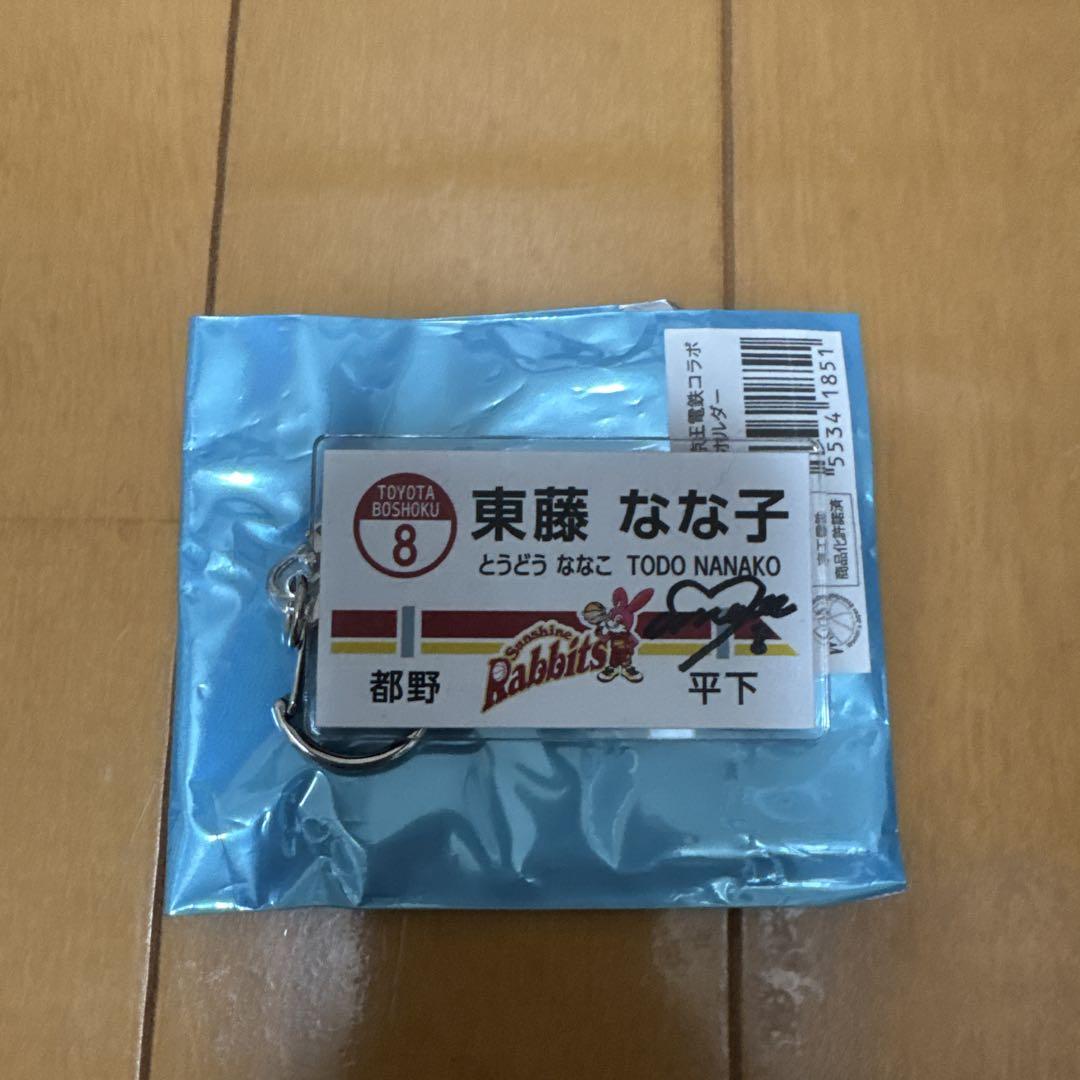 TOYOTA
BOSHOKU
8
東藤 なな子
とうどう ななこ TODO NANAKO
Sunshine
Rabbits
都野
平下
京王電鉄コラボ
ホルダー
5534 1851
商品化許諾済